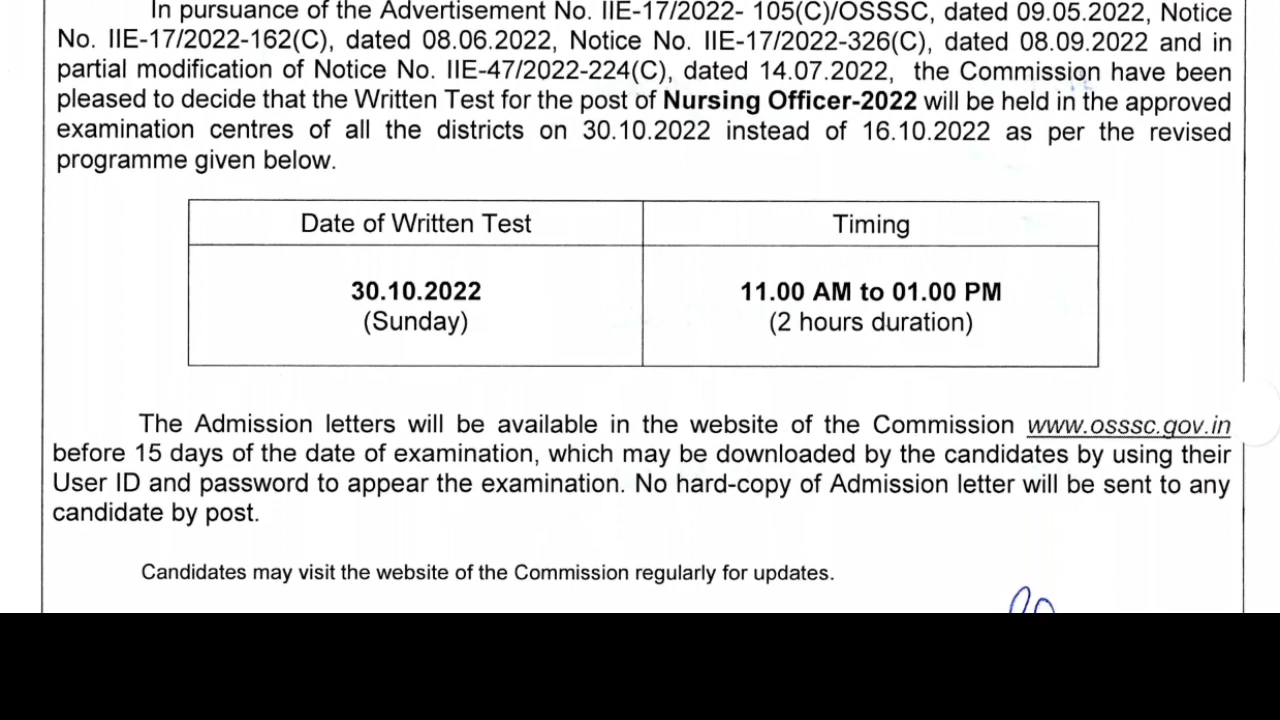 In pursuance of the Advertisement No. IIE-17/2022- 105(C)/OSSSC, dated 09.05.2022, Notice
No. IIE-17/2022-162(C), dated 08.06.2022, Notice No. IIE-17/2022-326(C), dated 08.09.2022 and in
partial modification of Notice No. IIE-47/2022-224(C), dated 14.07.2022, the Commission have been
pleased to decide that the Written Test for the post of Nursing Officer-2022 will be held in the approved
examination centres of all the districts on 30.10.2022 instead of 16.10.2022 as per the revised
programme given below.
Date of Written Test Timing
30.10.2022 11.00 AM to 01.00 PM
(Sunday) (2 hours duration)
The Admission letters will be available in the website of the Commission www.osssc.gov.in
before 15 days of the date of examination, which may be downloaded by the candidates by using their
User ID and password to appear the examination. No hard-copy of Admission letter will be sent to any
candidate by post.
Candidates may visit the website of the Commission regularly for updates.